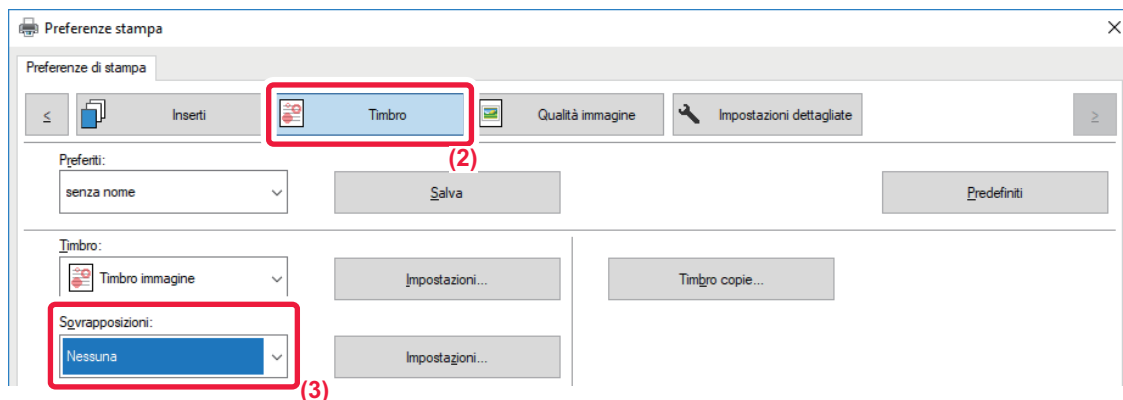 Preferenze stampa
Preferenze di stampa
< Inserti Timbro Qualità immagine Impostazioni dettagliate >
(2)
Preferiti:
senza nome Salva Predefiniti
Timbro:
Timbro immagine Impostazioni... Timbro copie...
Sovrapposizioni:
Nessuna Impostazioni...
(3)